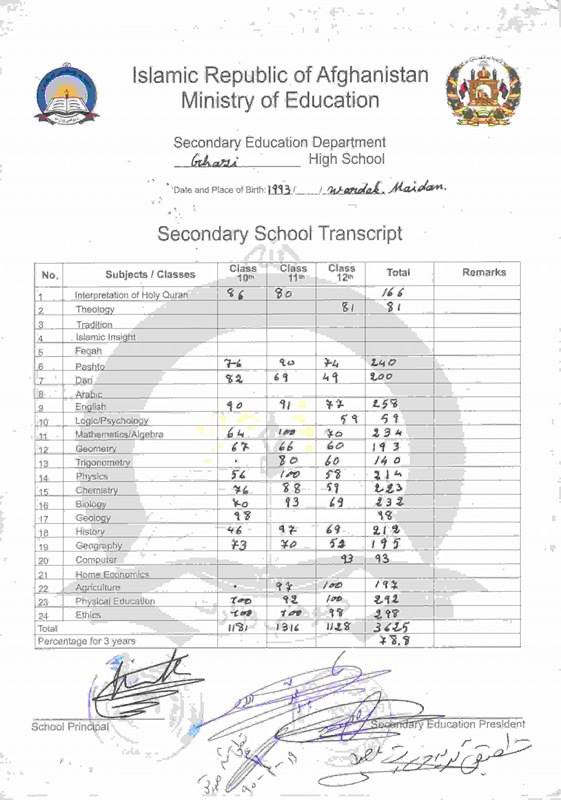 Islamic Republic of Afghanistan
Ministry of Education
Secondary Education Department
Ghazi High School
Date and Place of Birth: 1993/ / wardak. Maidan.
Secondary School Transcript
No. Subjects / Classes Class 10th Class 11th Class 12th Total Remarks
1 Interpretation of Holy Quran 86 80 166
2 Theology 81 81
3 Tradition
4 Islamic Insight
5 Feqah
6 Pashto 76 90 74 240
7 Dari 82 69 49 200
8 Arabic
9 English 90 91 77 258
10 Logic/Psychology 59 59
11 Mathematics/Algebra 64 100 70 234
12 Geometry 67 66 60 193
13 Trigonometry . 80 60 140
14 Physics 56 100 58 214
15 Chemistry 76 88 59 223
16 Biology 70 93 69 232
17 Geology 98 98
18 History 46 97 69 212
19 Geography 73 70 52 195
20 Computer 93 93
21 Home Economics
22 Agriculture . 97 100 197
23 Physical Education 100 92 100 292
24 Ethics 100 100 98 298
Total 1181 1316 1128 3625
Percentage for 3 years 78.8
School Principal
Secondary Education President